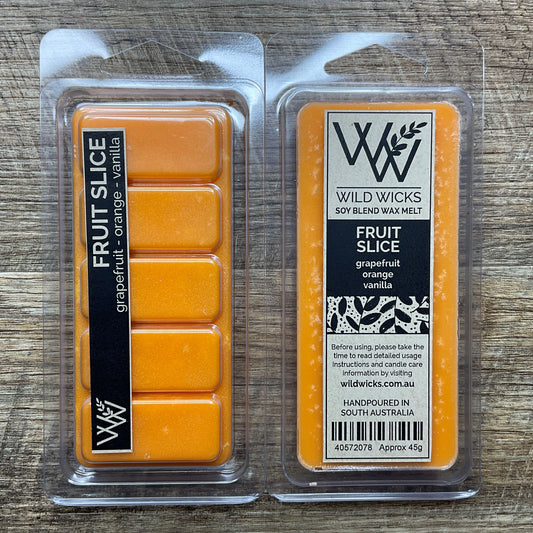 FRUIT SLICE
grapefruit - orange - vanilla
WW
WW
WILD WICKS
SOY BLEND WAX MELT
FRUIT
SLICE
grapefruit
orange
vanilla
Before using, please take the
time to read detailed usage
instructions and candle care
information by visiting
wildwicks.com.au
HANDPOURED IN
SOUTH AUSTRALIA
40572078 Approx 45g